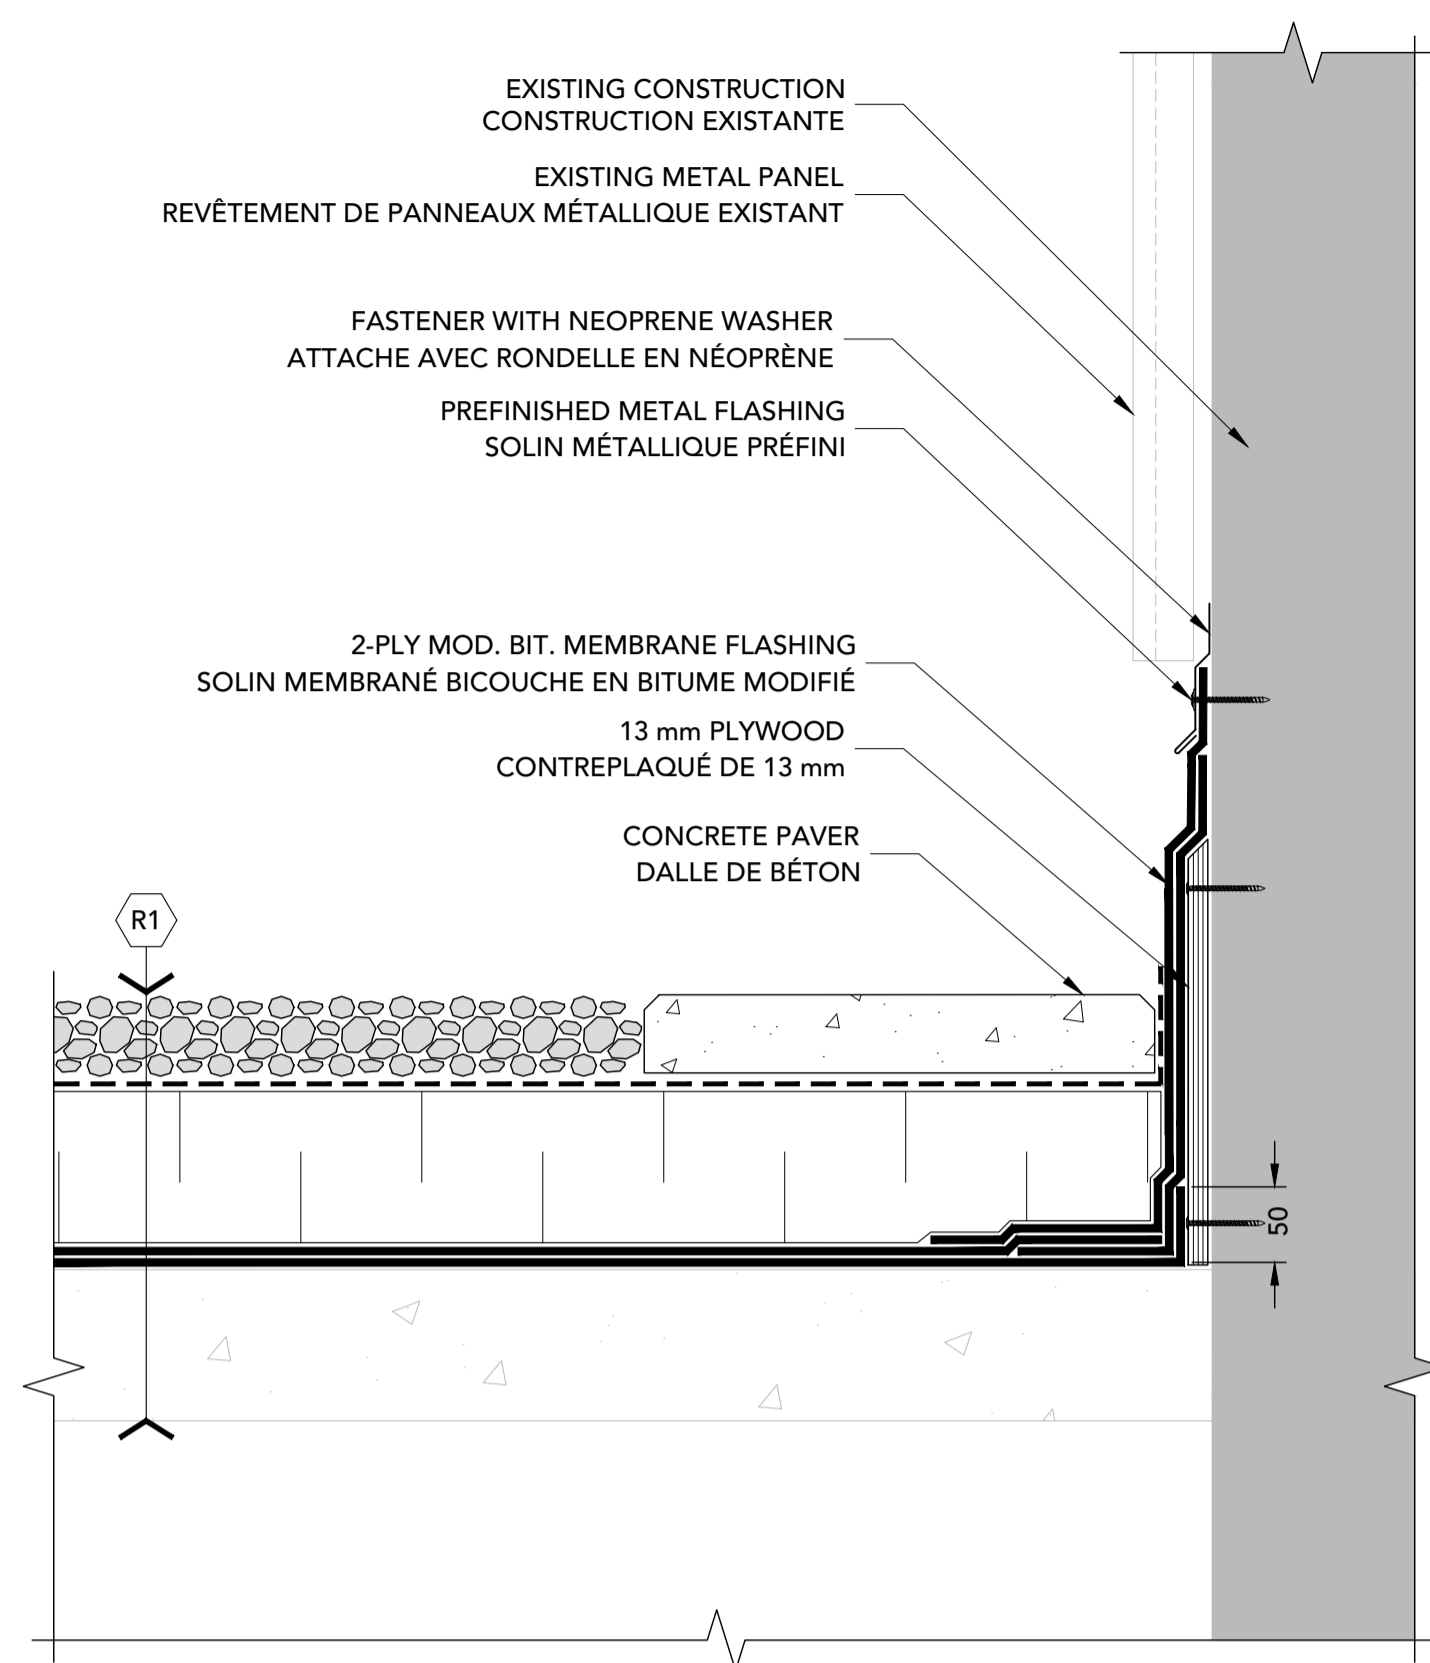 EXISTING CONSTRUCTION
CONSTRUCTION EXISTANTE
EXISTING METAL PANEL
REVÊTEMENT DE PANNEAUX MÉTALLIQUE EXISTANT
FASTENER WITH NEOPRENE WASHER
ATTACHE AVEC RONDELLE EN NÉOPRÈNE
PREFINISHED METAL FLASHING
SOLIN MÉTALLIQUE PRÉFINI
2-PLY MOD. BIT. MEMBRANE FLASHING
SOLIN MEMBRANÉ BICOUCHE EN BITUME MODIFIÉ
13 mm PLYWOOD
CONTREPLAQUÉ DE 13 mm
CONCRETE PAVER
DALLE DE BÉTON
R1
50